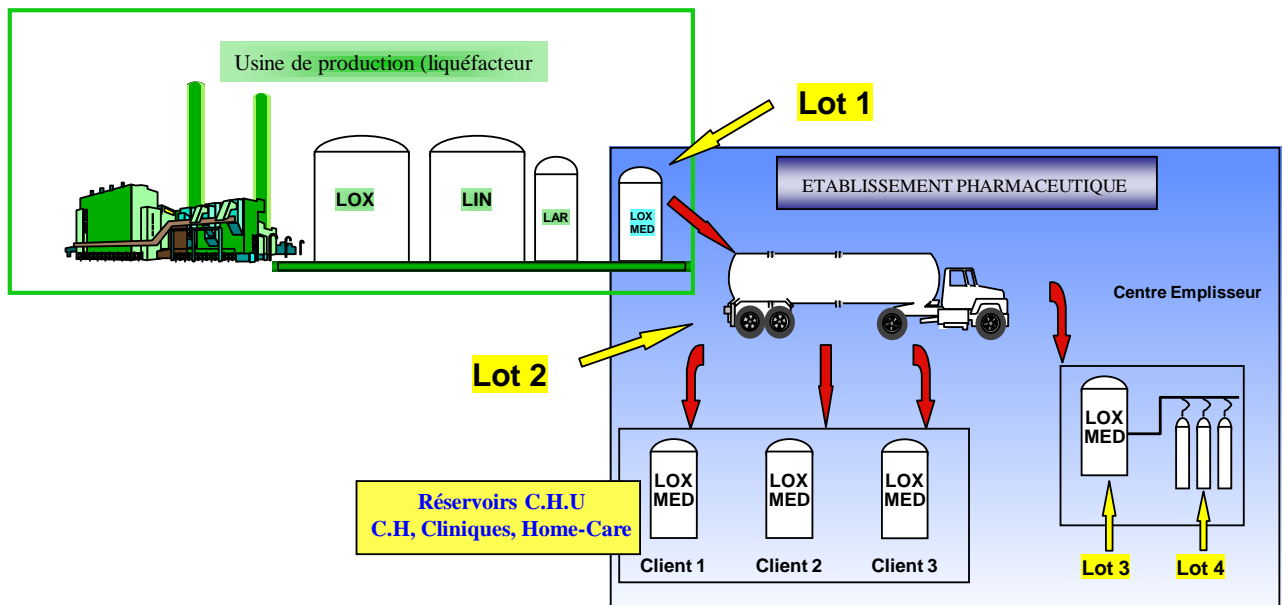 Usine de production (liquéfacteur
Lot 1
ETABLISSEMENT PHARMACEUTIQUE
LOX
LIN
LAR
LOX
MED
Centre Emplisseur
Lot 2
LOX
MED
LOX
MED
LOX
MED
LOX
MED
Réservoirs C.H.U
C.H, Cliniques, Home-Care
Client 1
Client 2
Client 3
Lot 3
Lot 4